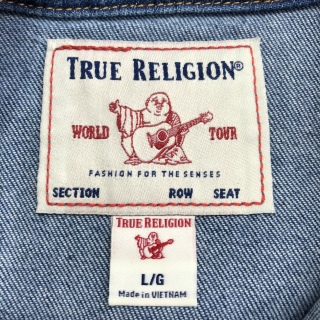 TRUE RELIGION®
WORLD TOUR
FASHION FOR THE SENSES
SECTION ROW SEAT
TRUE RELIGION
L/G
Made in VIETNAM